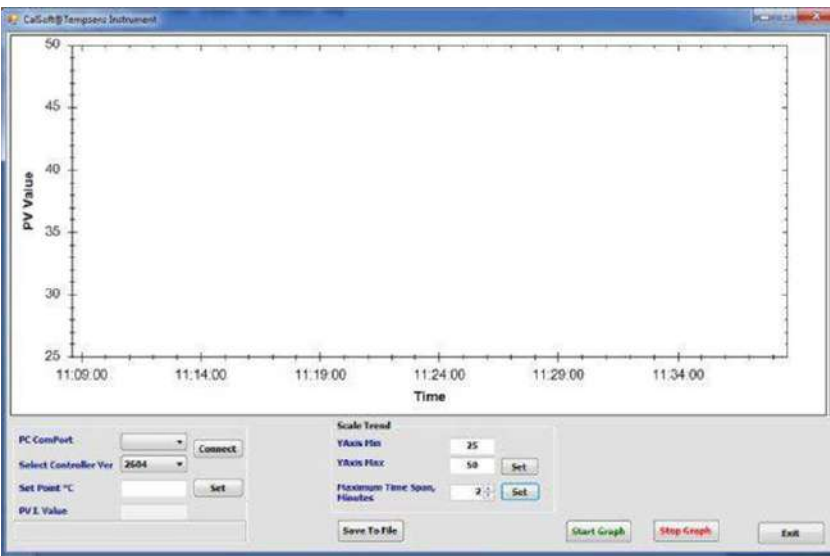 CalSoft@Tempsens Instrument
50
45
40
35
30
25
PV Value
11:09:00 11:14:00 11:19:00 11:24:00 11:29:00 11:34:00
Time
PC ComPort
Connect
Select Controller Ver 2604
Set Point °C Set
PV I. Value
Scale Trend
YAxis Min 25
YAxis Max 50 Set
Maximum Time Span,
Minutes 2 Set
Save To File Start Graph Stop Graph Exit